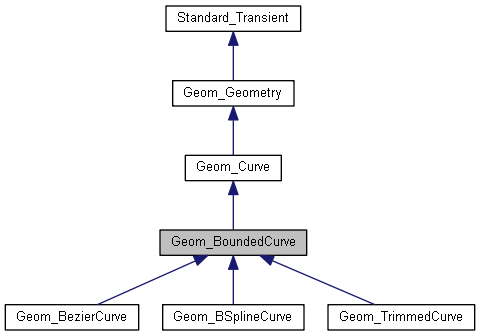 Standard_Transient
Geom_Geometry
Geom_Curve
Geom_BoundedCurve
Geom_BezierCurve
Geom_BSplineCurve
Geom_TrimmedCurve